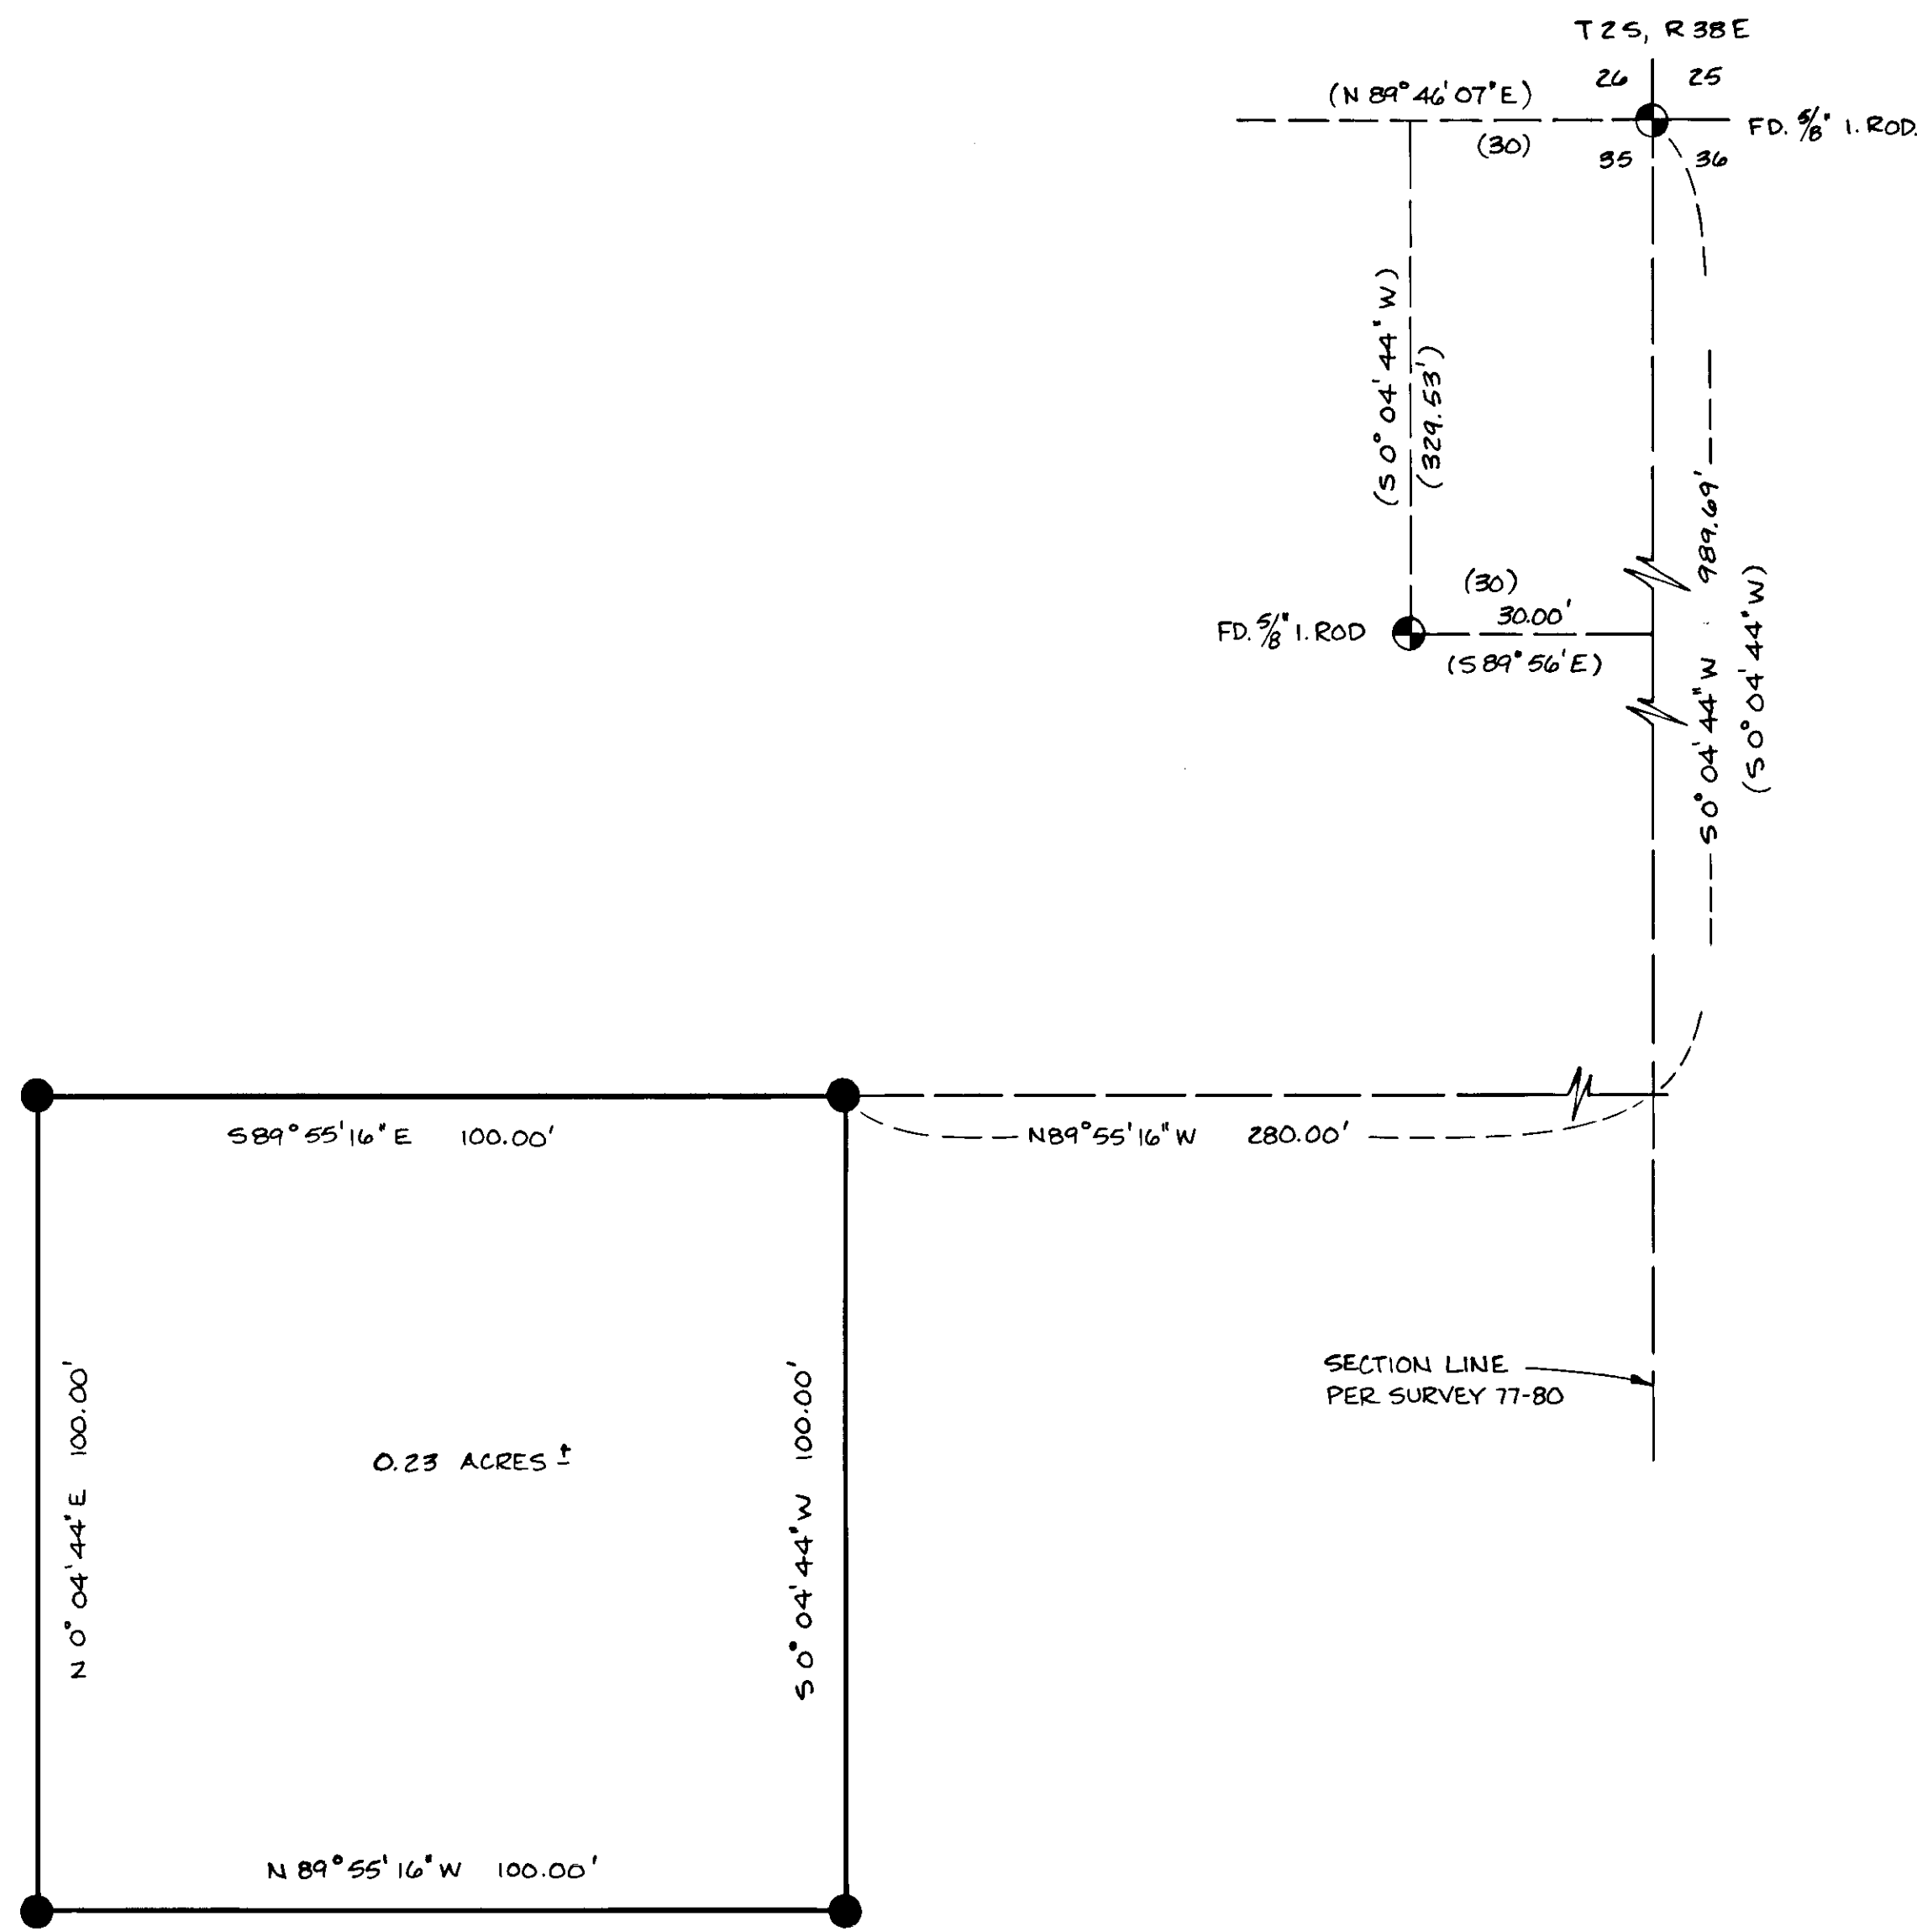 T2S, R38E
26 25
(N 89° 46' 07" E)
FD. 5/8" I. ROD.
(30)
35 36
(S 0° 04' 44" W)
(329.53')
S 0° 04' 44" W 989.69'
(S 0° 04' 44" W)
(30)
30.00'
FD. 5/8" I. ROD
(S 89° 56' E)
S 89° 55' 16" E 100.00'
N 89° 55' 16" W 280.00'
N 0° 04' 44" E 100.00'
S 0° 04' 44" W 100.00'
SECTION LINE
PER SURVEY 77-80
0.23 ACRES ±
N 89° 55' 16" W 100.00'